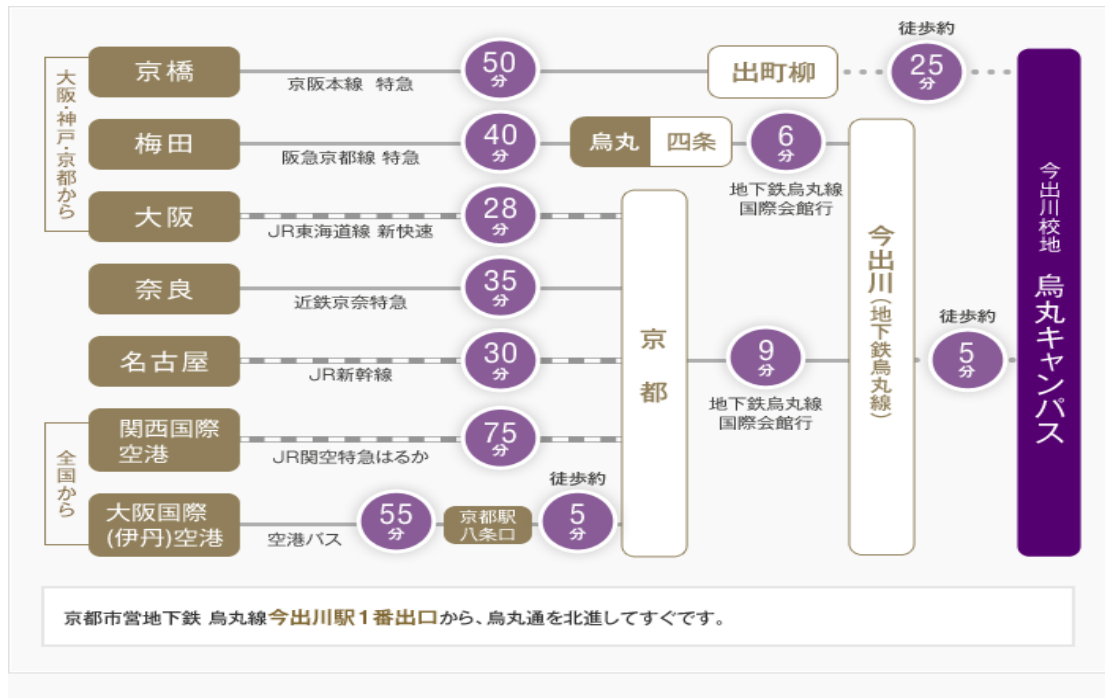 大阪・神戸・京都から
京橋
京阪本線 特急
50分
出町柳
徒歩約
25分
梅田
阪急京都線 特急
40分
烏丸 四条
6分
地下鉄烏丸線
国際会館行
大阪
JR東海道線 新快速
28分
奈良
近鉄京奈特急
35分
名古屋
JR新幹線
30分
全国から
関西国際
空港
JR関空特急はるか
75分
大阪国際
(伊丹)空港
空港バス
55分
京都駅
八条口
徒歩約
5分
京都
9分
地下鉄烏丸線
国際会館行
今出川(地下鉄烏丸線)
徒歩約
5分
今出川校地 烏丸キャンパス
京都市営地下鉄 烏丸線今出川駅1番出口から、烏丸通を北進してすぐです。